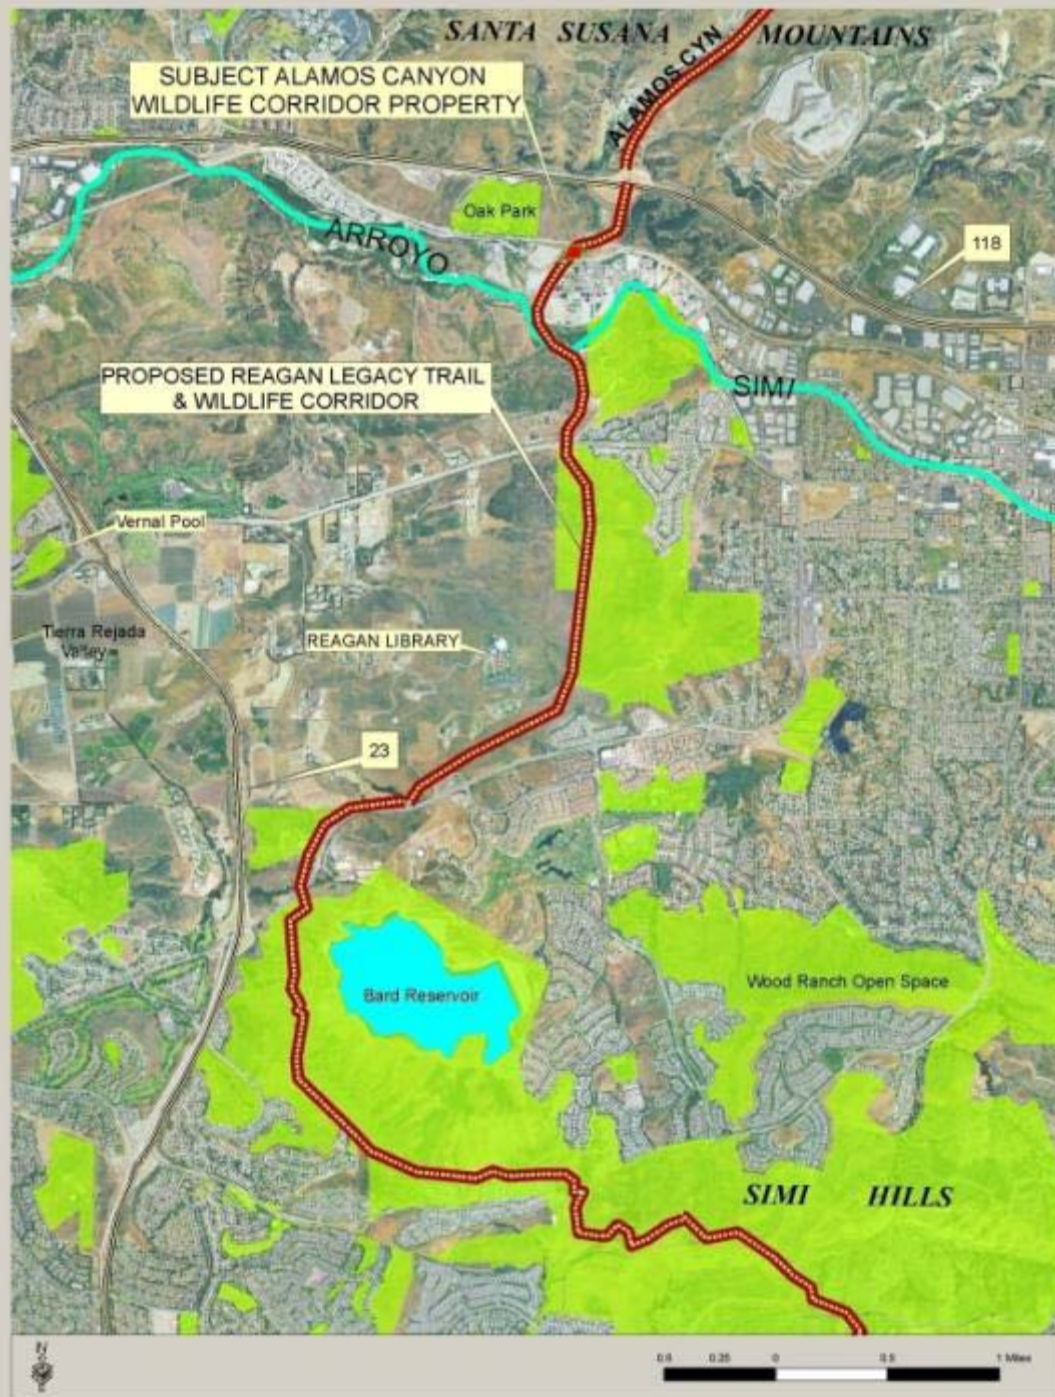 SANTA SUSANA MOUNTAINS
ALAMOS CYN
SUBJECT ALAMOS CANYON
WILDLIFE CORRIDOR PROPERTY
Oak Park
ARROYO
118
PROPOSED REAGAN LEGACY TRAIL
& WILDLIFE CORRIDOR
SIMI
Vernal Pool
Tierra Rejada
Valley
REAGAN LIBRARY
23
Bard Reservoir
Wood Ranch Open Space
SIMI HILLS
N
0.5 0.25 0 0.5 1 Miles